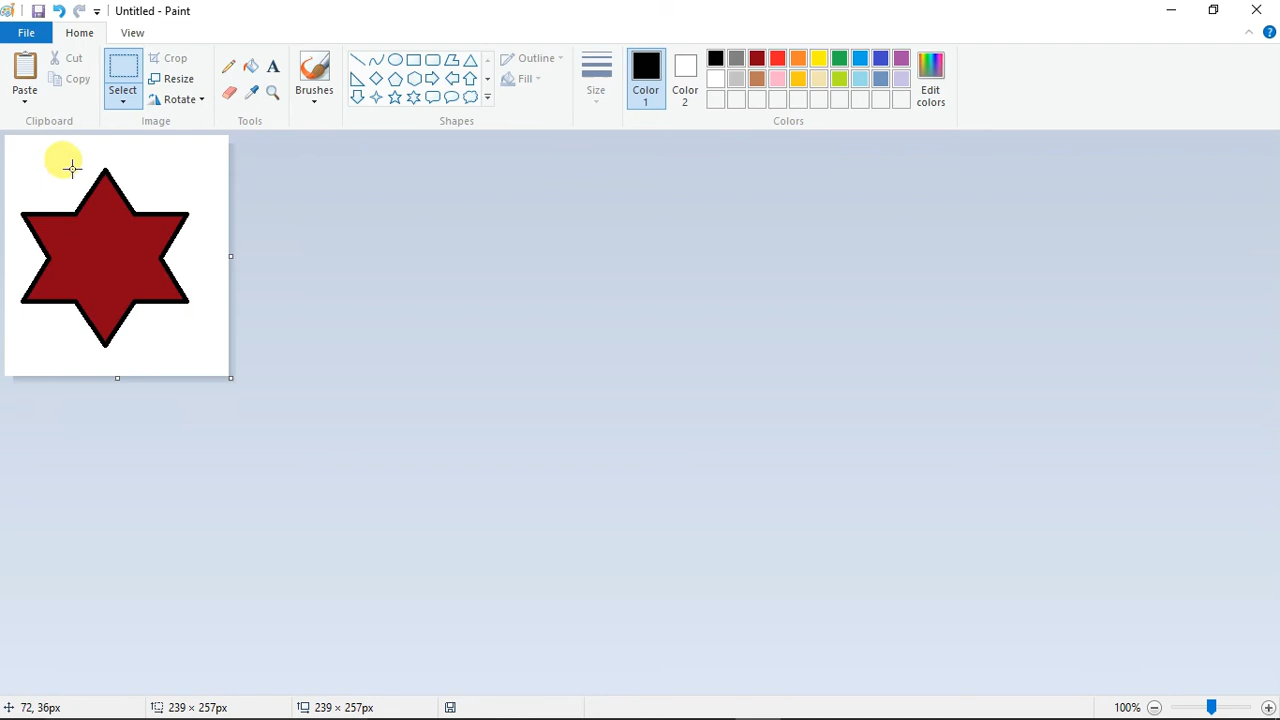 Untitled - Paint
File Home View
Paste Cut Copy
Clipboard
Select Crop Resize Rotate
Image
A
Tools
Brushes
Outline Fill
Shapes
Size
Color 1
Color 2
Edit colors
Colors
72, 36px 239 × 257px 239 × 257px 100%